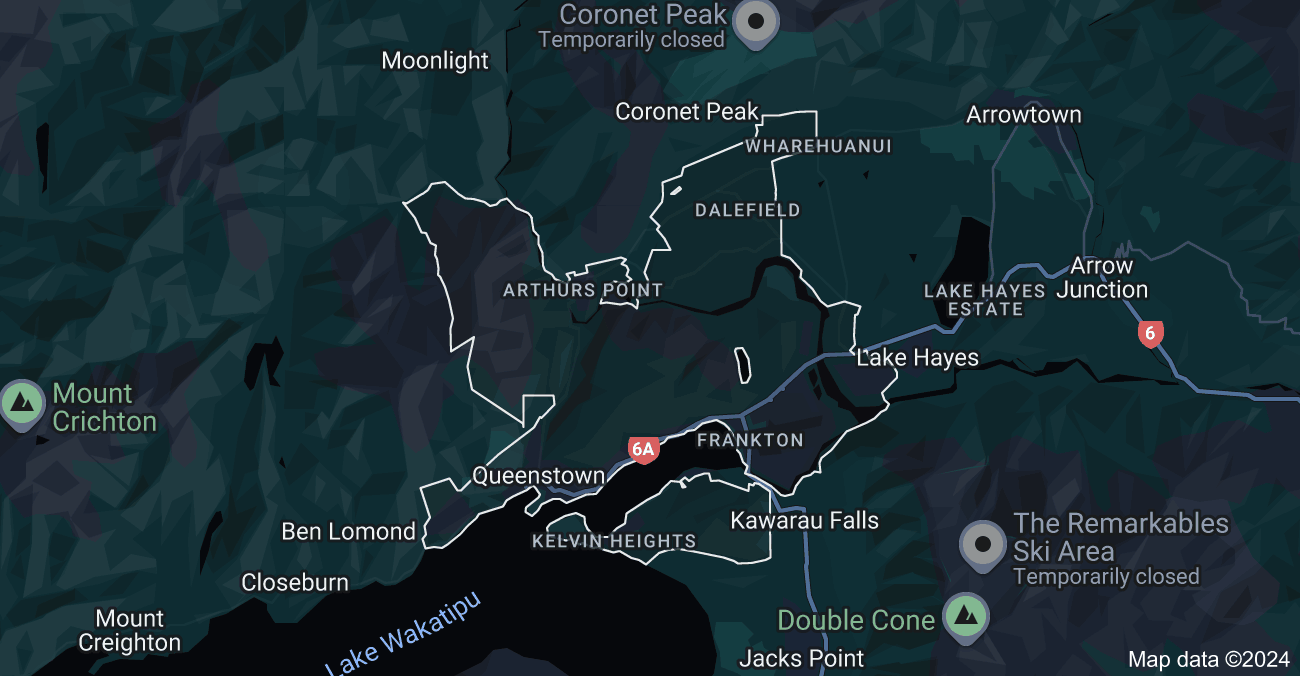 Coronet Peak
Temporarily closed
Moonlight
Coronet Peak
Arrowtown
WHAREHUANUI
DALEFIELD
ARTHURS POINT
LAKE HAYES
ESTATE
Arrow
Junction
6
Lake Hayes
Mount
Crichton
6A
FRANKTON
Queenstown
Ben Lomond
KELVIN HEIGHTS
Kawarau Falls
The Remarkables
Ski Area
Temporarily closed
Closeburn
Mount
Creighton
Lake Wakatipu
Double Cone
Jacks Point
Map data ©2024